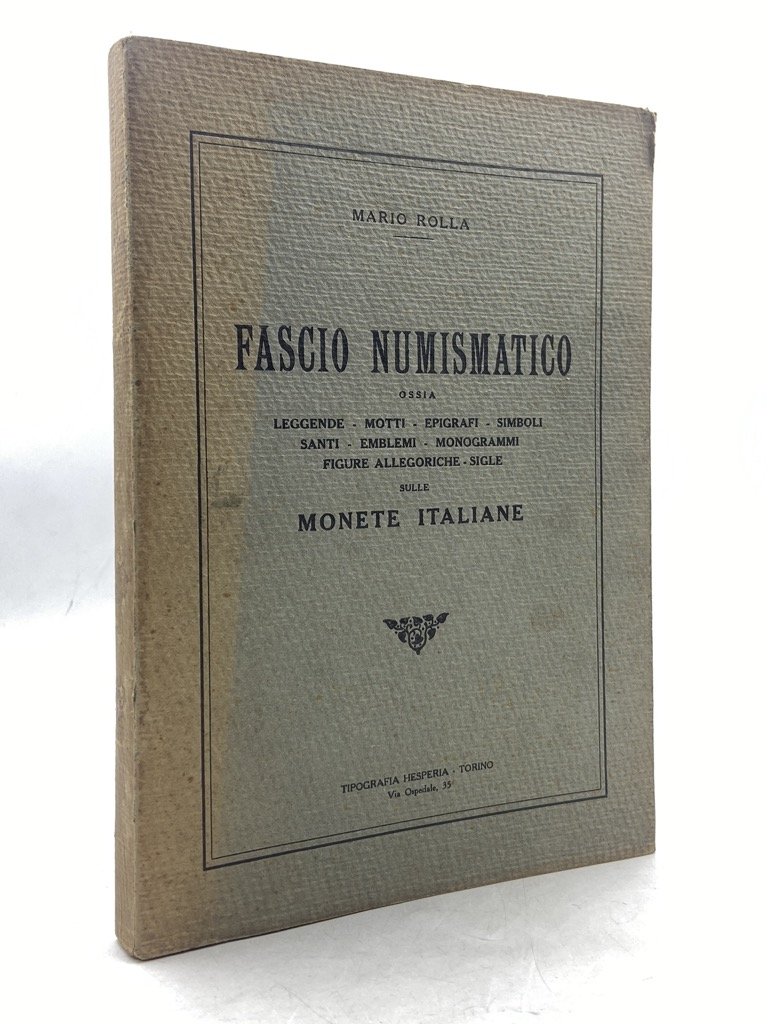 MARIO ROLLA
FASCIO NUMISMATICO
OSSIA
LEGGENDE - MOTTI - EPIGRAFI - SIMBOLI
SANTI - EMBLEMI - MONOGRAMMI
FIGURE ALLEGORICHE - SIGLE
SULLE
MONETE ITALIANE
TIPOGRAFIA HESPERIA - TORINO
Via Ospedale, 35